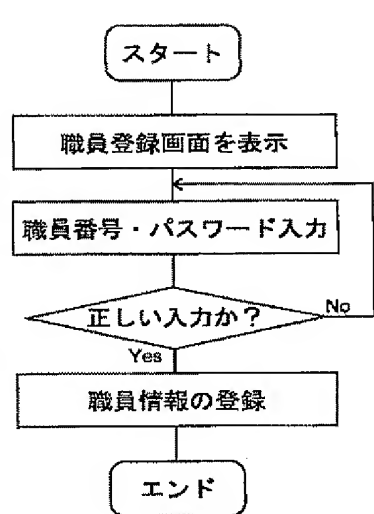 スタート
職員登録画面を表示
職員番号・パスワード入力
正しい入力か？
No
Yes
職員情報の登録
エンド